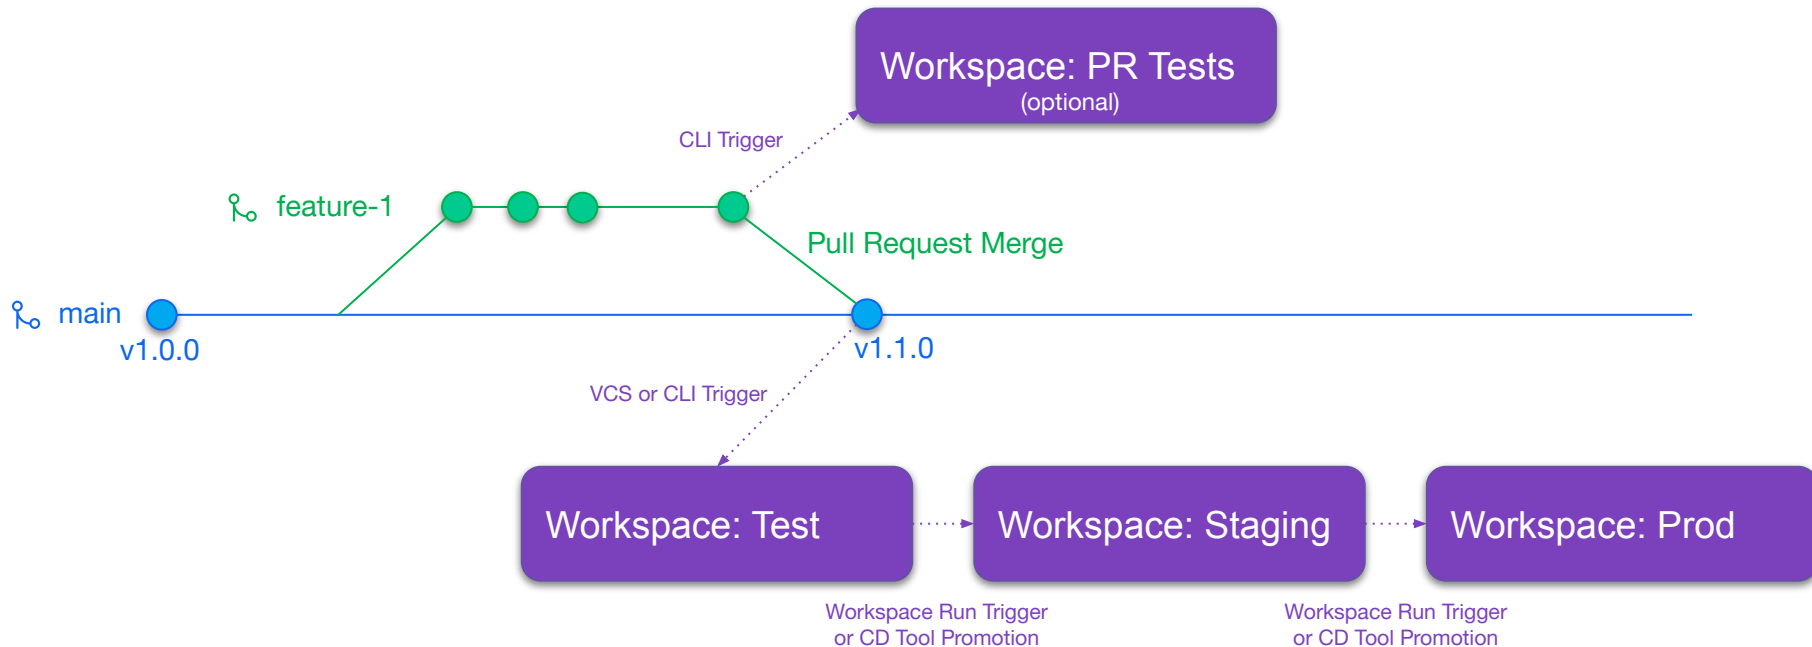 Workspace: PR Tests
(optional)
CLI Trigger
feature-1
Pull Request Merge
main
v1.0.0
v1.1.0
VCS or CLI Trigger
Workspace: Test
Workspace: Staging
Workspace: Prod
Workspace Run Trigger
or CD Tool Promotion
Workspace Run Trigger
or CD Tool Promotion